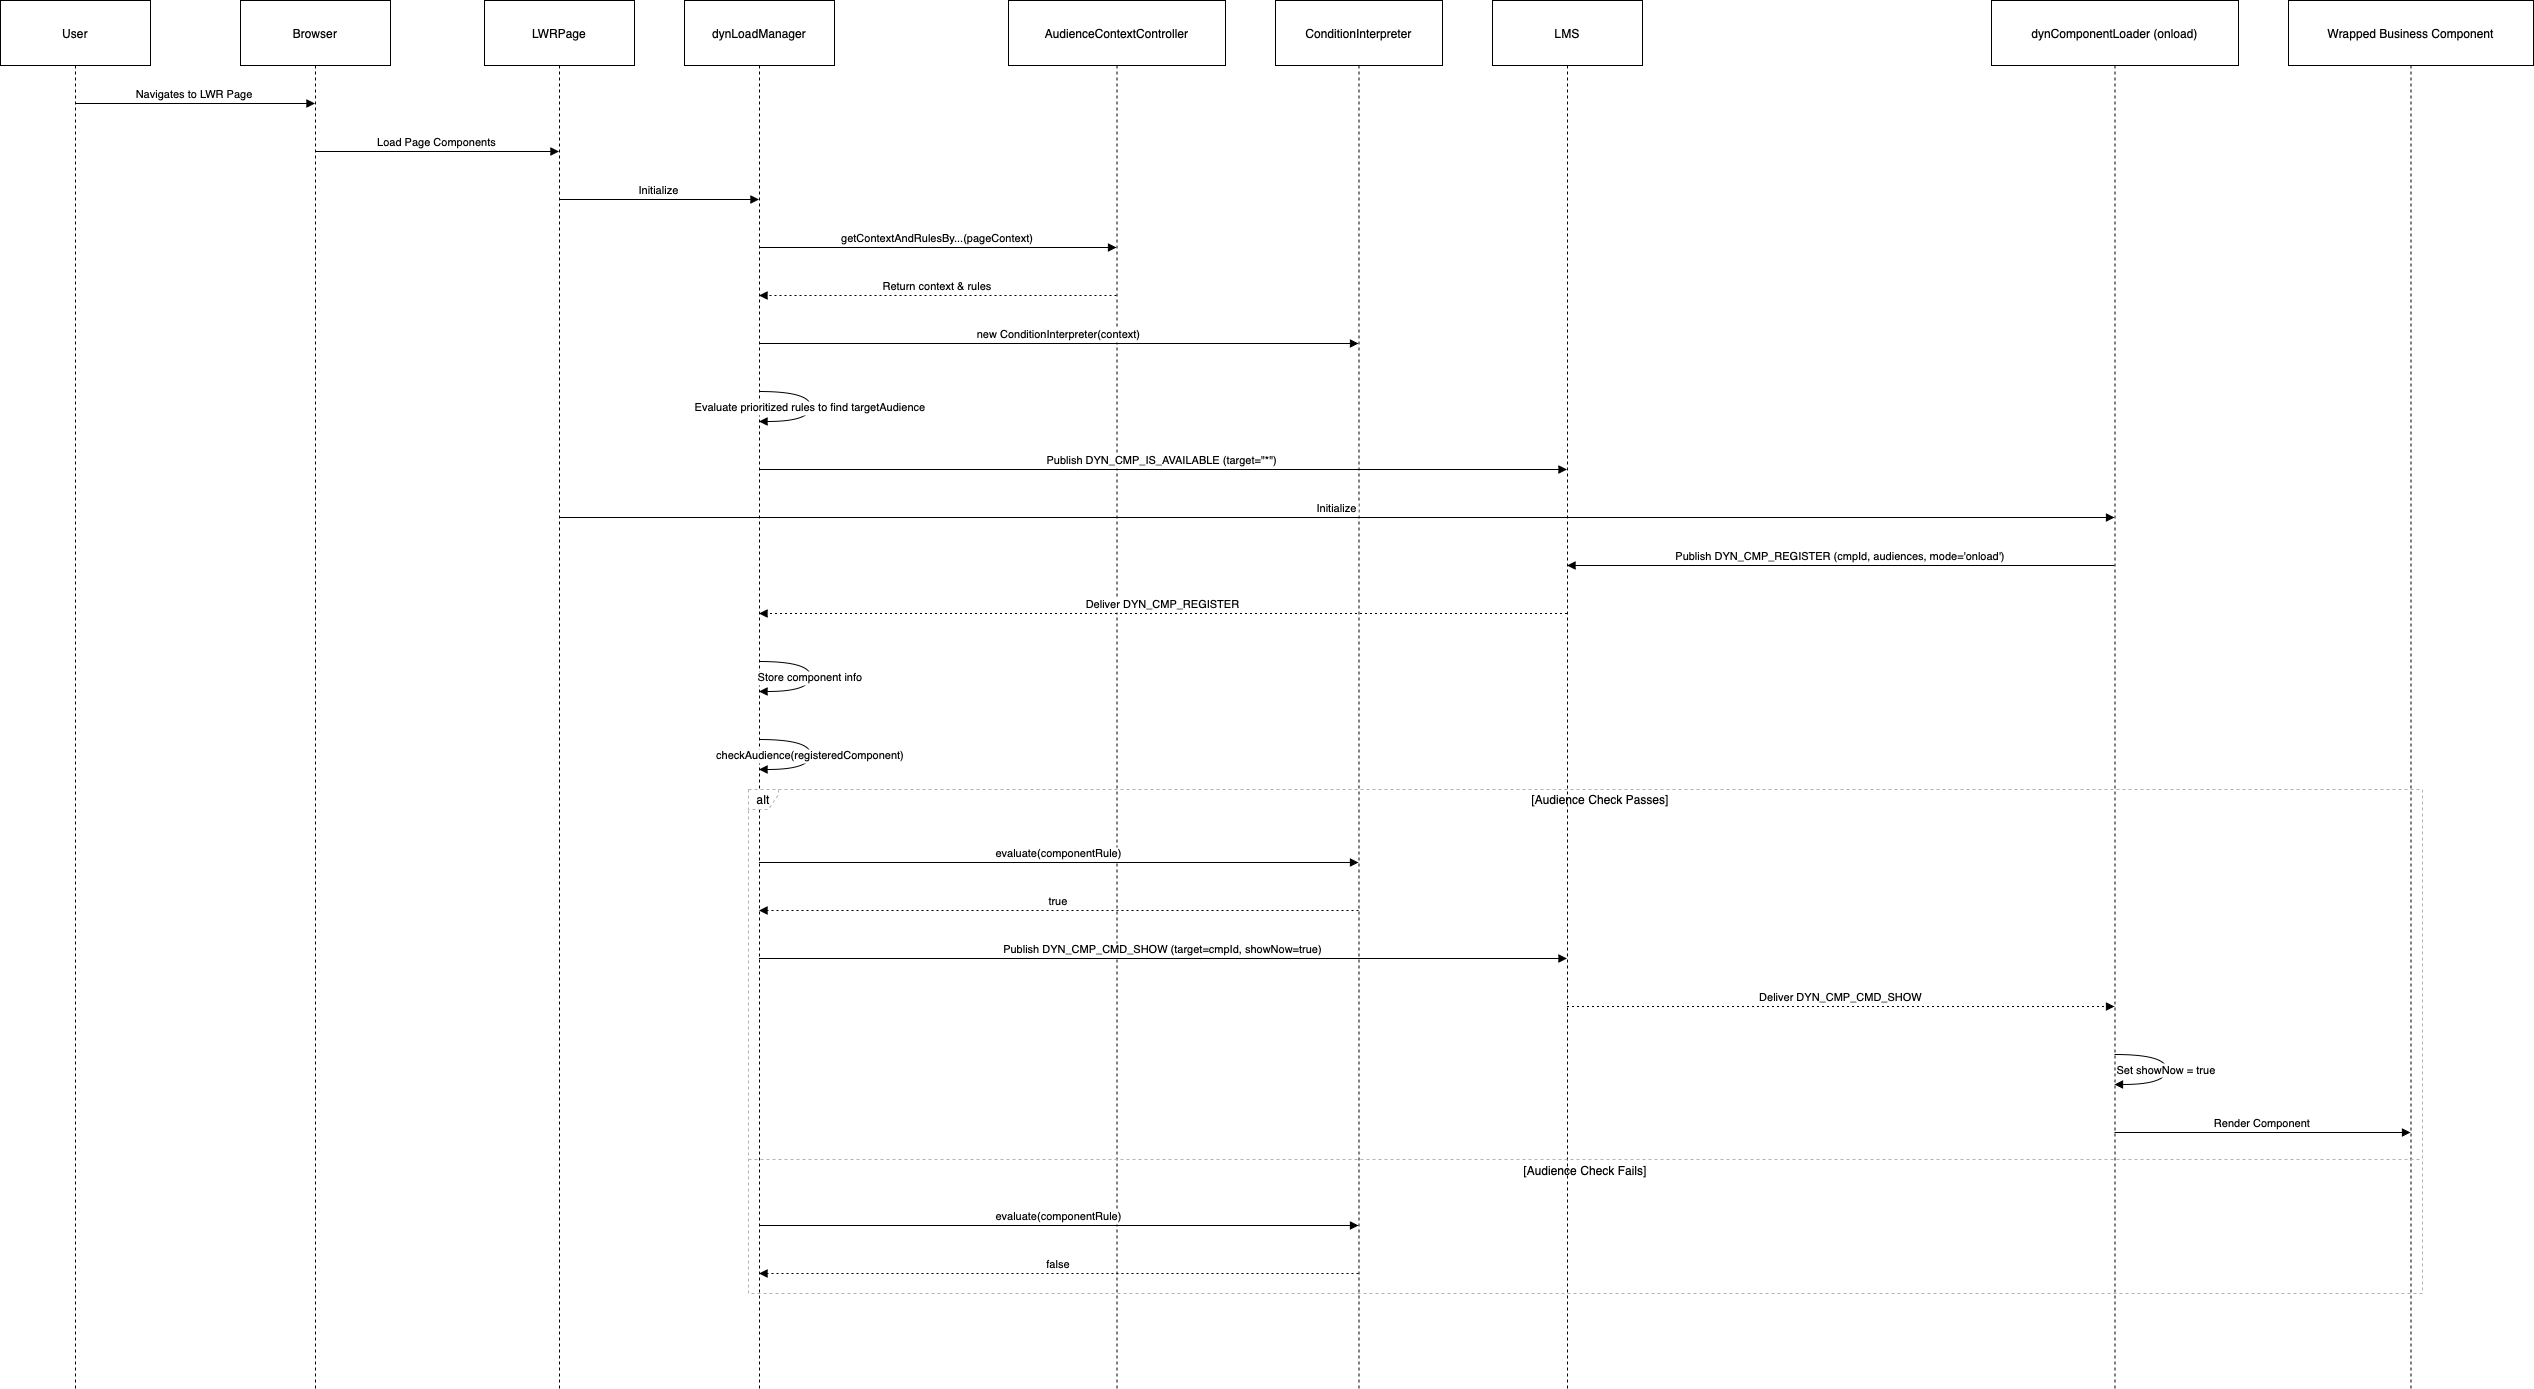 User
Browser
LWRPage
dynLoadManager
AudienceContextController
ConditionInterpreter
LMS
dynComponentLoader (onload)
Wrapped Business Component
Navigates to LWR Page
Load Page Components
Initialize
getContextAndRulesBy...(pageContext)
Return context & rules
new ConditionInterpreter(context)
Evaluate prioritized rules to find targetAudience
Publish DYN_CMP_IS_AVAILABLE (target="*")
Initialize
Publish DYN_CMP_REGISTER (cmpId, audiences, mode='onload')
Deliver DYN_CMP_REGISTER
Store component info
checkAudience(registeredComponent)
alt
[Audience Check Passes]
evaluate(componentRule)
true
Publish DYN_CMP_CMD_SHOW (target=cmpId, showNow=true)
Deliver DYN_CMP_CMD_SHOW
Set showNow = true
Render Component
[Audience Check Fails]
evaluate(componentRule)
false